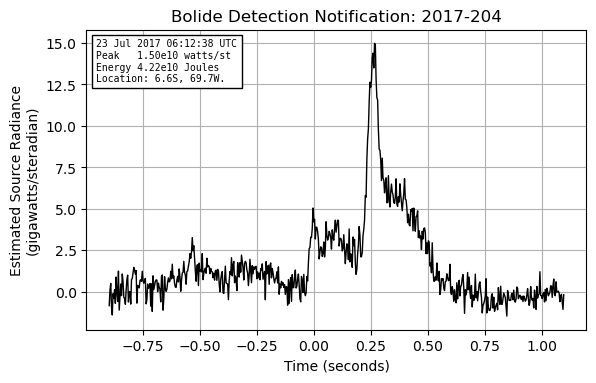 Bolide Detection Notification: 2017-204
23 Jul 2017 06:12:38 UTC
Peak   1.50e10 watts/st
Energy 4.22e10 Joules
Location: 6.6S, 69.7W.
Estimated Source Radiance
(gigawatts/steradian)
15.0
12.5
10.0
7.5
5.0
2.5
0.0
−0.75 −0.50 −0.25 0.00 0.25 0.50 0.75 1.00
Time (seconds)